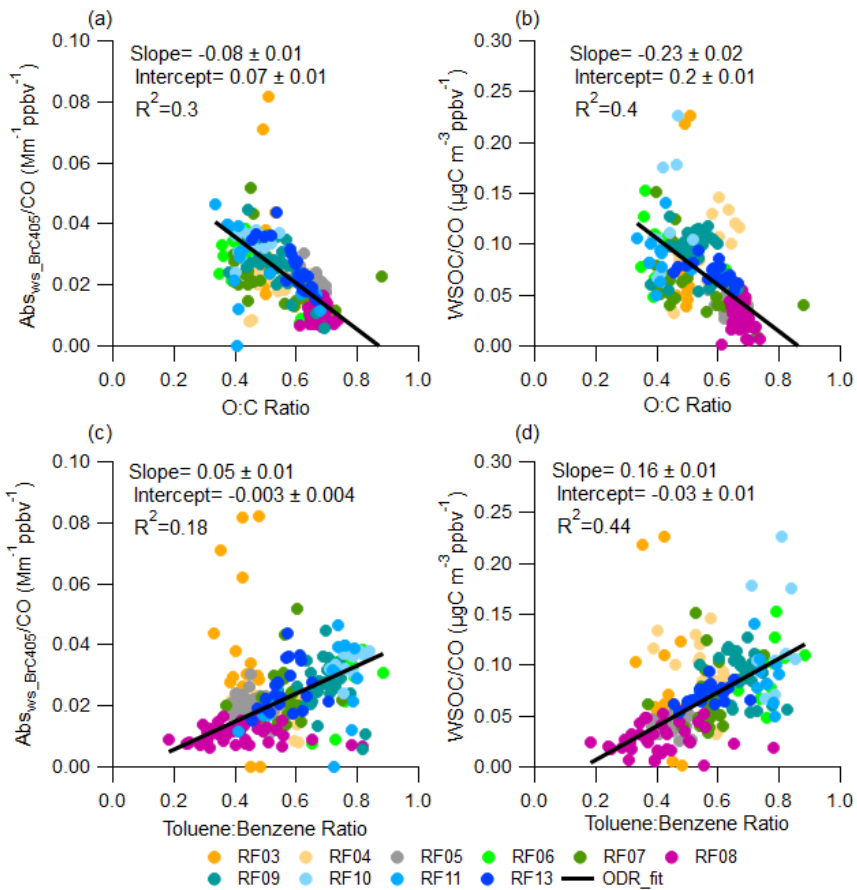 (a)
Slope= -0.08 ± 0.01
Intercept= 0.07 ± 0.01
R²=0.3
Abs_ws_BrC405/CO (Mm⁻¹ppbv⁻¹)
0.10
0.08
0.06
0.04
0.02
0.00
0.0 0.2 0.4 0.6 0.8 1.0
O:C Ratio
(b)
Slope= -0.23 ± 0.02
Intercept= 0.2 ± 0.01
R²=0.4
WSOC/CO (µgC m⁻³ ppbv⁻¹)
0.30
0.25
0.20
0.15
0.10
0.05
0.00
0.0 0.2 0.4 0.6 0.8 1.0
O:C Ratio
(c)
Slope= 0.05 ± 0.01
Intercept= -0.003 ± 0.004
R²=0.18
Abs_ws_BrC405/CO (Mm⁻¹ppbv⁻¹)
0.10
0.08
0.06
0.04
0.02
0.00
0.0 0.2 0.4 0.6 0.8 1.0
Toluene:Benzene Ratio
(d)
Slope= 0.16 ± 0.01
Intercept= -0.03 ± 0.01
R²=0.44
WSOC/CO (µgC m⁻³ ppbv⁻¹)
0.30
0.25
0.20
0.15
0.10
0.05
0.00
0.0 0.2 0.4 0.6 0.8 1.0
Toluene:Benzene Ratio
RF03 RF04 RF05 RF06 RF07 RF08
RF09 RF10 RF11 RF13 ODR_fit